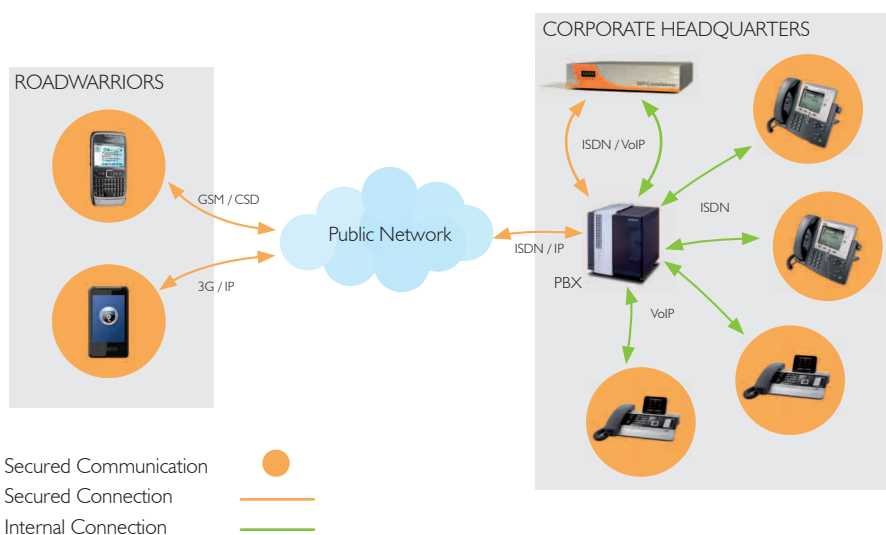 CORPORATE HEADQUARTERS
ROADWARRIORS
ISDN / VoIP
GSM / CSD
ISDN
Public Network
ISDN / IP
PBX
3G / IP
VoIP
Secured Communication
Secured Connection
Internal Connection